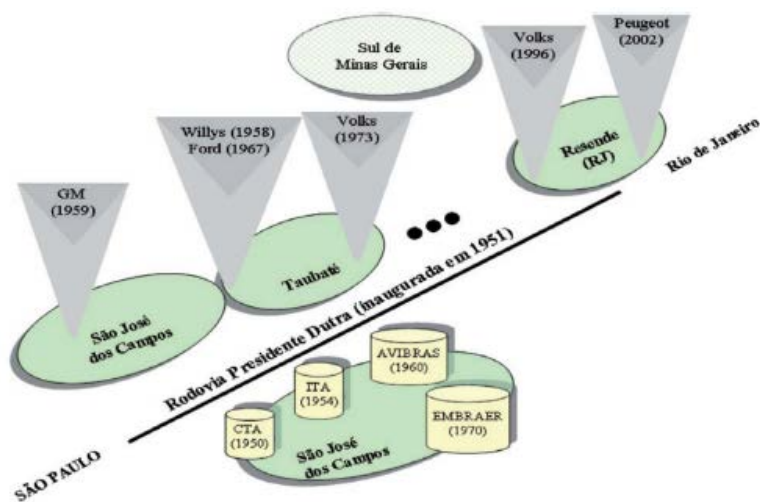 Peugeot
(2002)
Volks
(1996)
Sul de
Minas Gerais
Willys (1958)
Ford (1967)
Volks
(1973)
Resende
(RJ)
Rio de Janeiro
GM
(1959)
Taubaté
São José
dos Campos
Rodovia Presidente Dutra (inaugurada em 1951)
AVIBRAS
(1960)
ITA
(1954)
CTA
(1950)
EMBRAER
(1970)
São José
dos Campos
SÃO PAULO